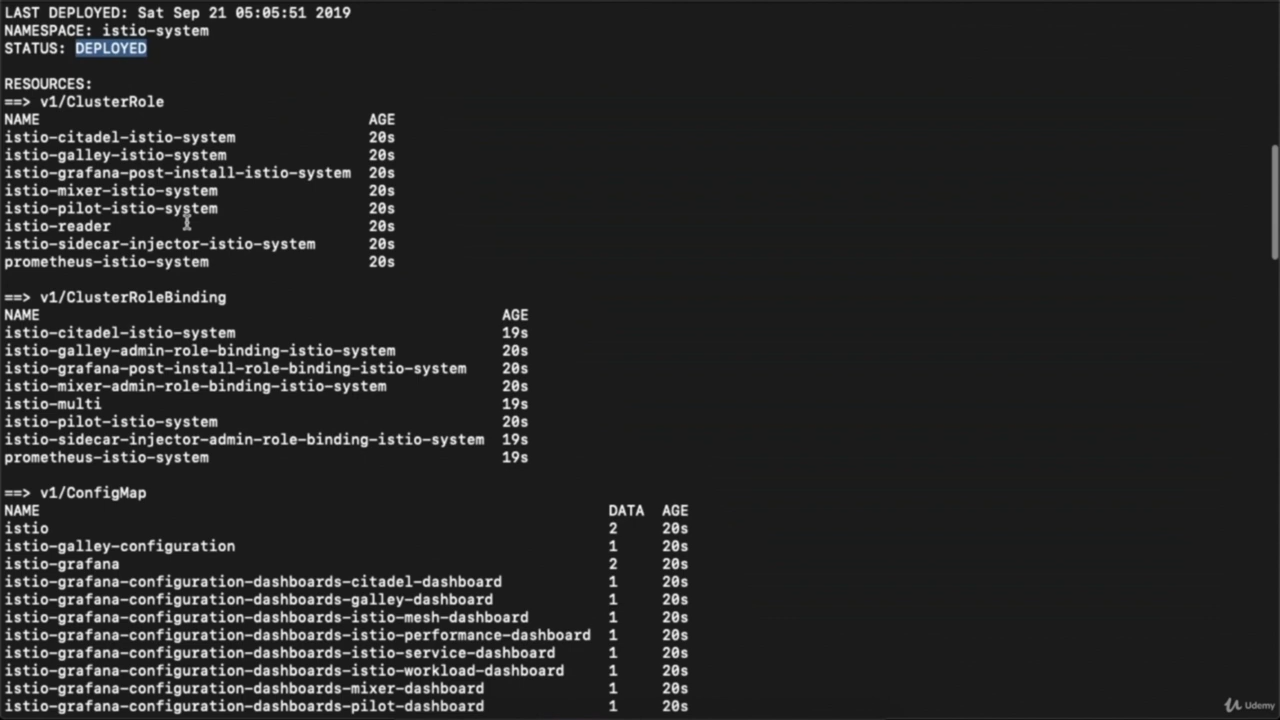 LAST DEPLOYED: Sat Sep 21 05:05:51 2019
NAMESPACE: istio-system
STATUS: DEPLOYED
RESOURCES:
==> v1/ClusterRole
NAME AGE
istio-citadel-istio-system 20s
istio-galley-istio-system 20s
istio-grafana-post-install-istio-system 20s
istio-mixer-istio-system 20s
istio-pilot-istio-system 20s
istio-reader 20s
istio-sidecar-injector-istio-system 20s
prometheus-istio-system 20s
==> v1/ClusterRoleBinding
NAME AGE
istio-citadel-istio-system 19s
istio-galley-admin-role-binding-istio-system 20s
istio-grafana-post-install-role-binding-istio-system 20s
istio-mixer-admin-role-binding-istio-system 20s
istio-multi 19s
istio-pilot-istio-system 20s
istio-sidecar-injector-admin-role-binding-istio-system 19s
prometheus-istio-system 19s
==> v1/ConfigMap
NAME DATA AGE
istio 2 20s
istio-galley-configuration 1 20s
istio-grafana 2 20s
istio-grafana-configuration-dashboards-citadel-dashboard 1 20s
istio-grafana-configuration-dashboards-galley-dashboard 1 20s
istio-grafana-configuration-dashboards-istio-mesh-dashboard 1 20s
istio-grafana-configuration-dashboards-istio-performance-dashboard 1 20s
istio-grafana-configuration-dashboards-istio-service-dashboard 1 20s
istio-grafana-configuration-dashboards-istio-workload-dashboard 1 20s
istio-grafana-configuration-dashboards-mixer-dashboard 1 20s
istio-grafana-configuration-dashboards-pilot-dashboard 1 20s
Udemy